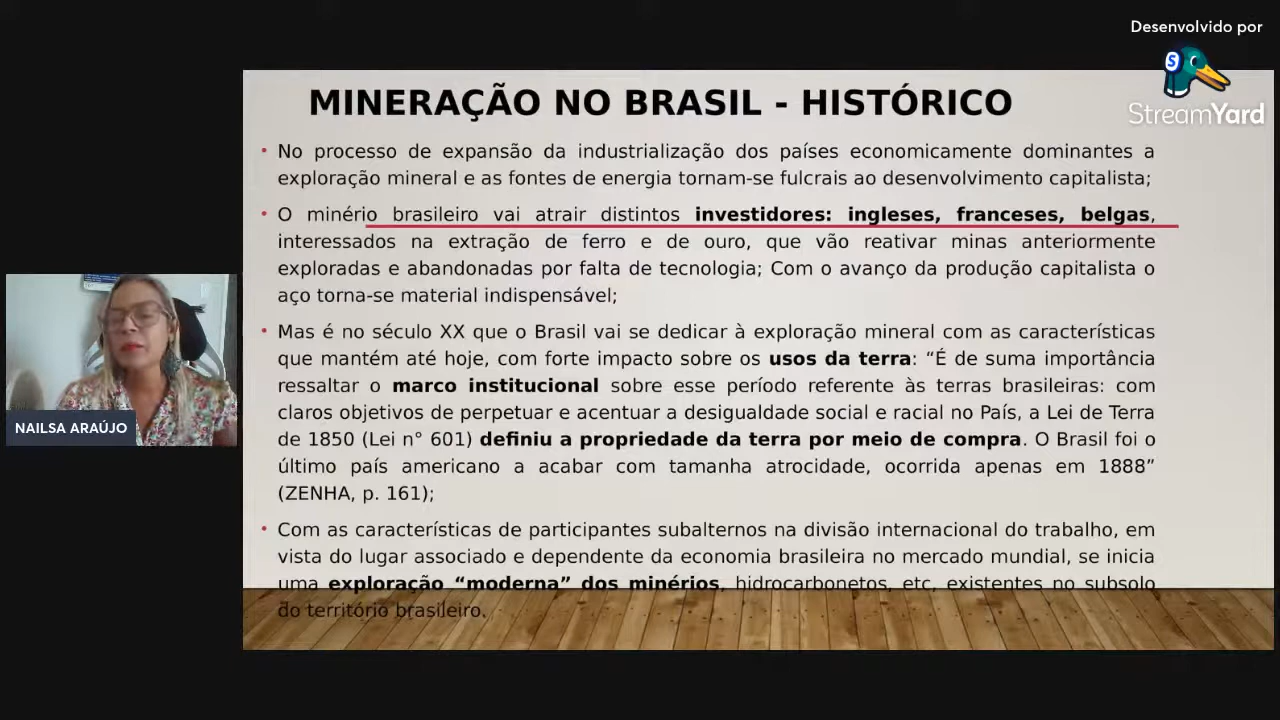 Desenvolvido por
StreamYard
MINERAÇÃO NO BRASIL - HISTÓRICO
• No processo de expansão da industrialização dos países economicamente dominantes a
exploração mineral e as fontes de energia tornam-se fulcrais ao desenvolvimento capitalista;
• O minério brasileiro vai atrair distintos investidores: ingleses, franceses, belgas,
interessados na extração de ferro e de ouro, que vão reativar minas anteriormente
exploradas e abandonadas por falta de tecnologia; Com o avanço da produção capitalista o
aço torna-se material indispensável;
• Mas é no século XX que o Brasil vai se dedicar à exploração mineral com as características
que mantém até hoje, com forte impacto sobre os usos da terra: “É de suma importância
ressaltar o marco institucional sobre esse período referente às terras brasileiras: com
claros objetivos de perpetuar e acentuar a desigualdade social e racial no País, a Lei de Terra
de 1850 (Lei n° 601) definiu a propriedade da terra por meio de compra. O Brasil foi o
último país americano a acabar com tamanha atrocidade, ocorrida apenas em 1888”
(ZENHA, p. 161);
• Com as características de participantes subalternos na divisão internacional do trabalho, em
vista do lugar associado e dependente da economia brasileira no mercado mundial, se inicia
uma exploração “moderna” dos minérios, hidrocarbonetos, etc, existentes no subsolo
do território brasileiro.
NAILSA ARAÚJO